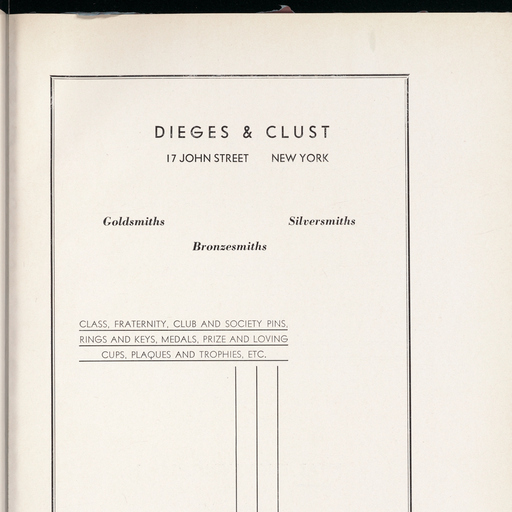 DIEGES & CLUST
17 JOHN STREET NEW YORK
Goldsmiths Silversmiths
Bronzesmiths
CLASS, FRATERNITY, CLUB AND SOCIETY PINS,
RINGS AND KEYS, MEDALS, PRIZE AND LOVING
CUPS, PLAQUES AND TROPHIES, ETC.